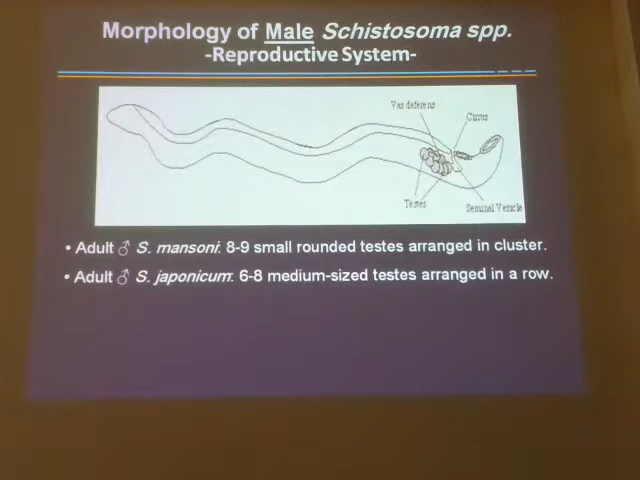 Morphology of Male Schistosoma spp.
-Reproductive System-
Vas deferens
Cirrus
Testes
Seminal Vesicle
• Adult ♂ S. mansoni: 8-9 small rounded testes arranged in cluster.
• Adult ♂ S. japonicum: 6-8 medium-sized testes arranged in a row.